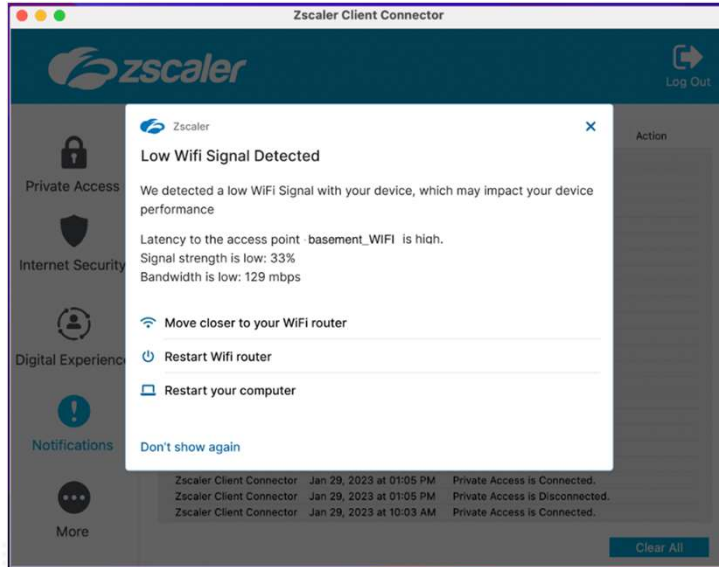 Zscaler Client Connector
zscaler
Log Out
Action
Private Access
Internet Security
Digital Experience
Notifications
More
Zscaler
Low Wifi Signal Detected
We detected a low WiFi Signal with your device, which may impact your device
performance
Latency to the access point basement_WIFI is high.
Signal strength is low: 33%
Bandwidth is low: 129 mbps
Move closer to your WiFi router
Restart Wifi router
Restart your computer
Don't show again
Zscaler Client Connector Jan 29, 2023 at 01:05 PM Private Access is Connected.
Zscaler Client Connector Jan 29, 2023 at 01:05 PM Private Access is Disconnected.
Zscaler Client Connector Jan 29, 2023 at 10:03 AM Private Access is Connected.
Clear All